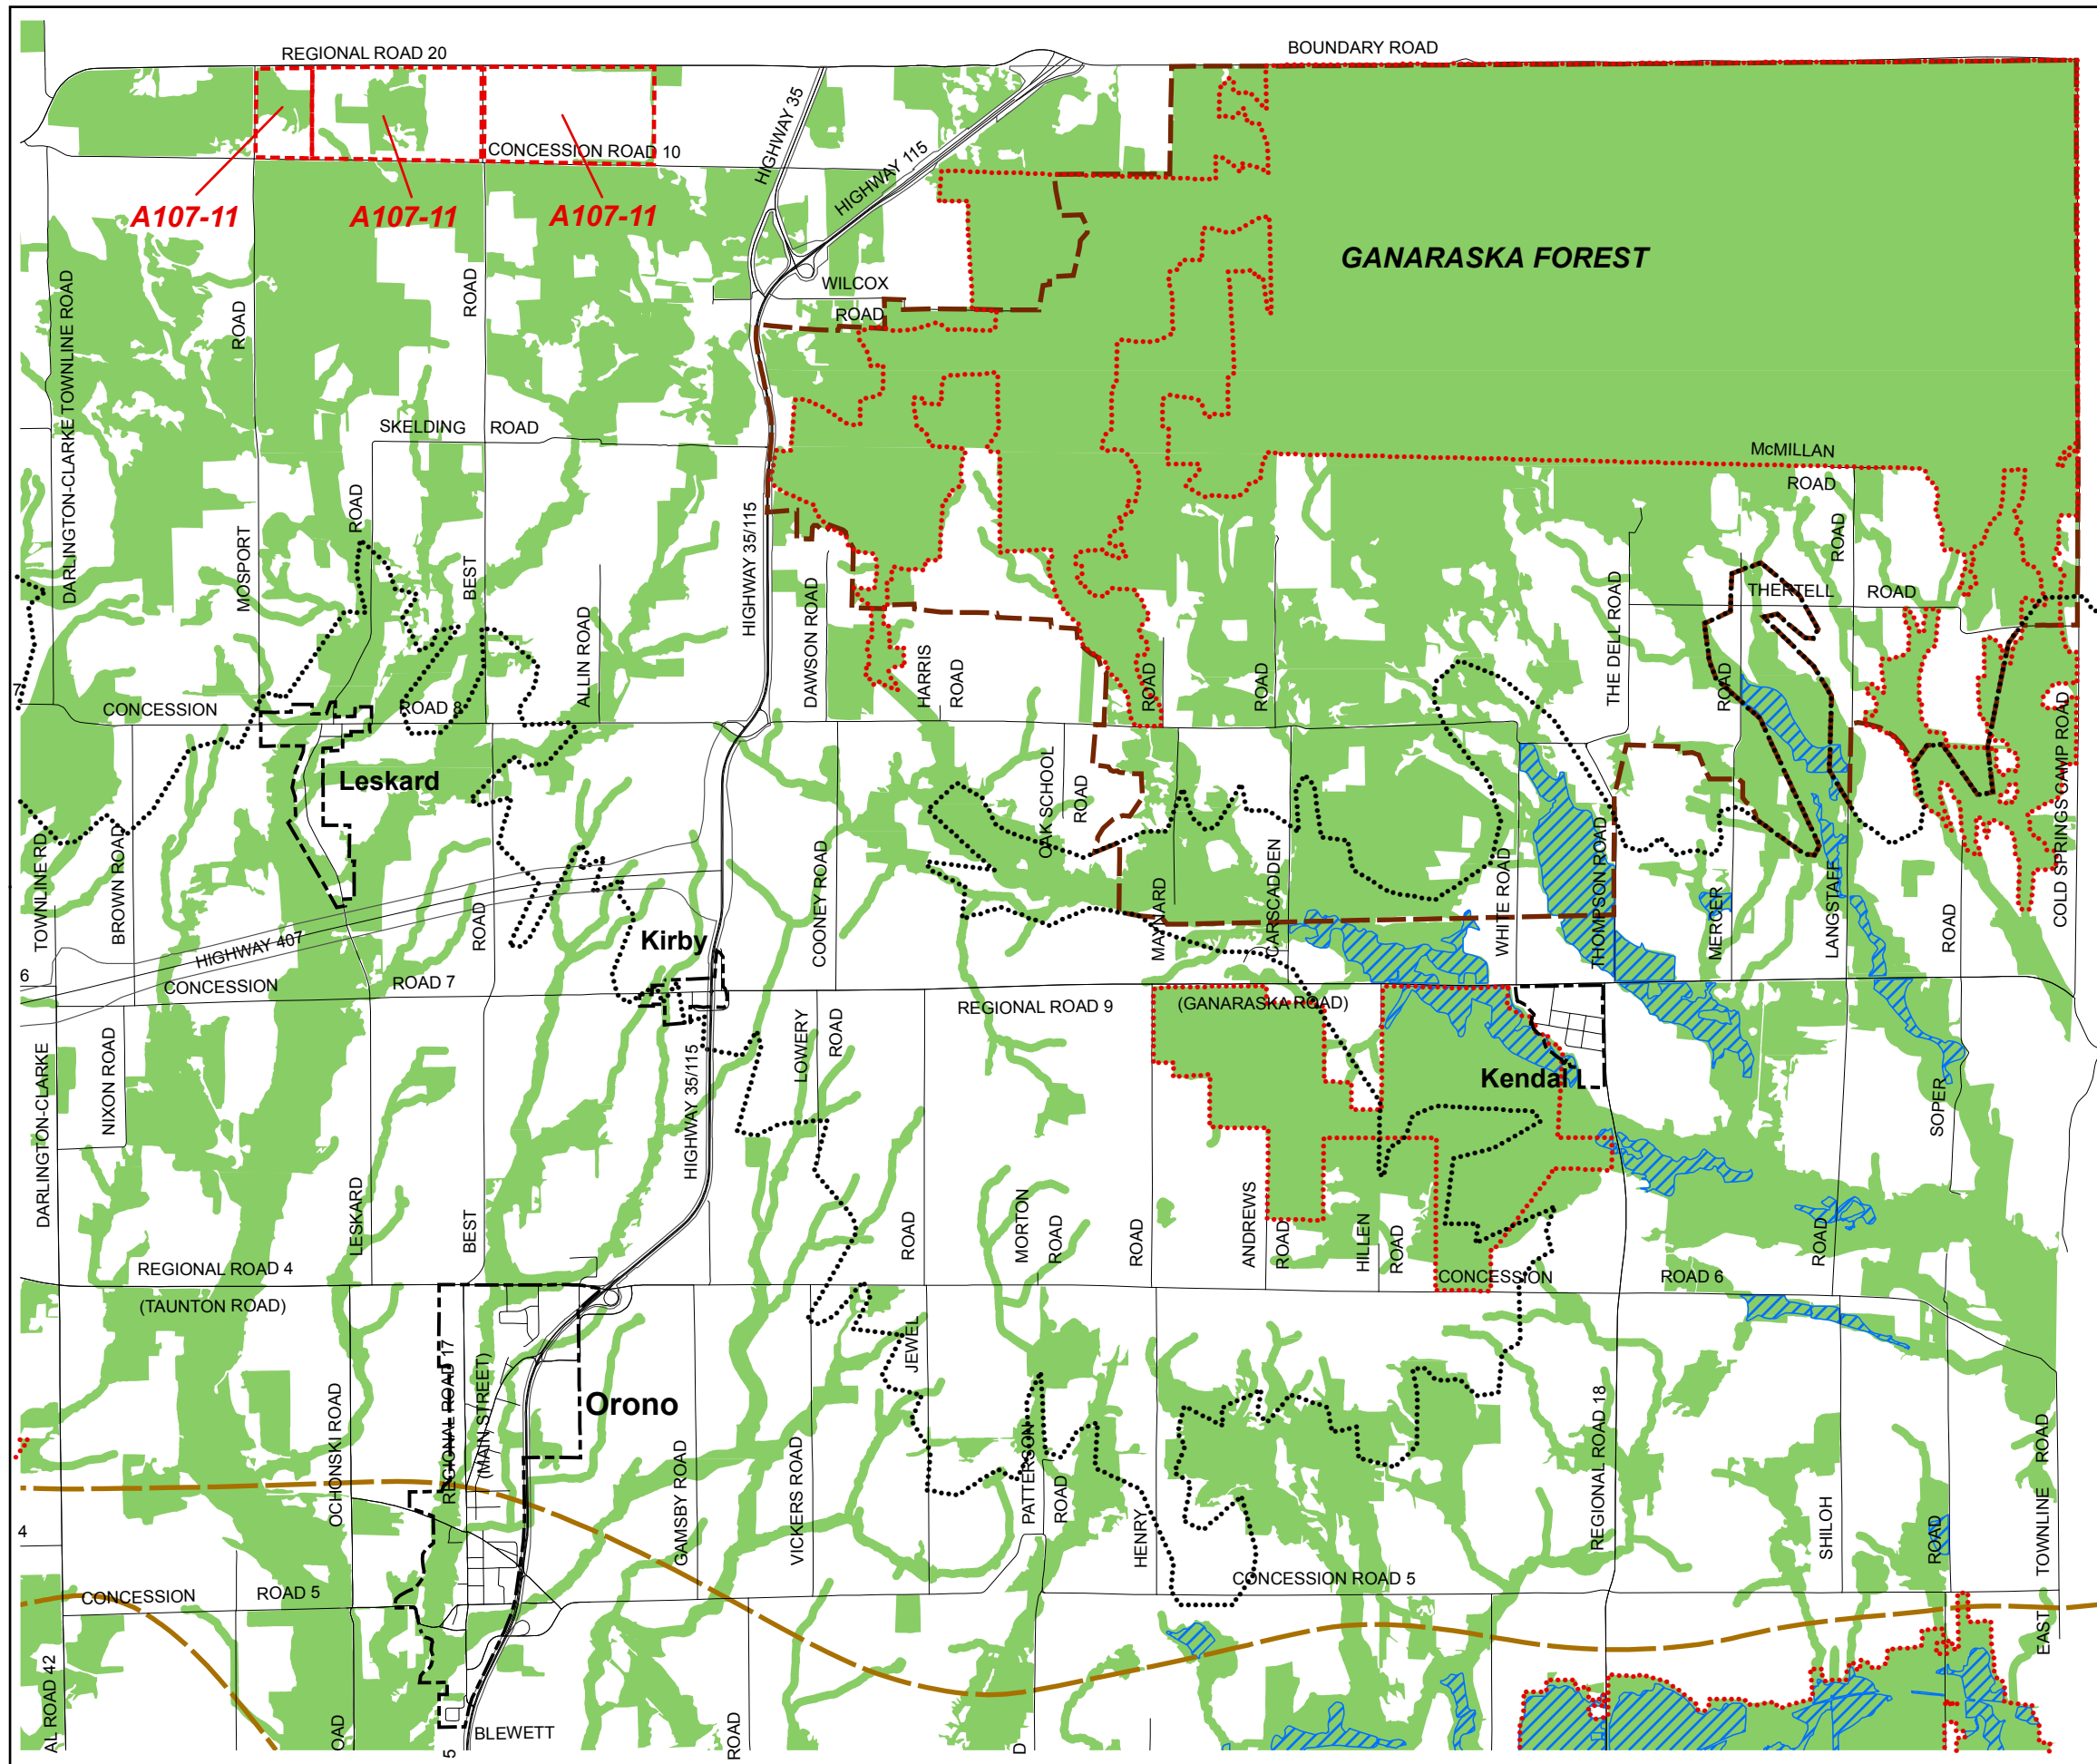 REGIONAL ROAD 20
BOUNDARY ROAD
HIGHWAY 35
HIGHWAY 115
CONCESSION ROAD 10
A107-11
A107-11
A107-11
GANARASKA FOREST
WILCOX
ROAD
DARLINGTON-CLARKE TOWNLINE ROAD
ROAD
ROAD
SKELDING ROAD
McMILLAN
ROAD
ROAD
MOSPORT
ROAD
BEST
HIGHWAY 35/115
ALLIN ROAD
DAWSON ROAD
HARRIS
ROAD
ROAD
ROAD
THE DELL ROAD
THERTELL ROAD
ROAD
COLD SPRINGS CAMP ROAD
7
CONCESSION ROAD 8
Leskard
OAK SCHOOL
ROAD
TOWNLINE RD
BROWN ROAD
ROAD
COONEY ROAD
MAYNARD
CARSCADDEN
WHITE ROAD
THOMPSON ROAD
MERCER
LANGSTAFF
ROAD
HIGHWAY 407
Kirby
6
CONCESSION ROAD 7
REGIONAL ROAD 9 (GANARASKA ROAD)
DARLINGTON-CLARKE
NIXON ROAD
HIGHWAY 35/115
LOWERY
ROAD
Kendal
SOPER
LESKARD
BEST
ROAD
MORTON
ROAD
ROAD
ANDREWS
ROAD
HILLEN
ROAD
ROAD
REGIONAL ROAD 4
(TAUNTON ROAD)
CONCESSION ROAD 6
OCHONSKI ROAD
REGIONAL ROAD 17
(MAIN STREET)
Orono
JEWEL
GAMSBY ROAD
VICKERS ROAD
PATTERSON
ROAD
HENRY
REGIONAL ROAD 18
SHILOH
ROAD
EAST TOWNLINE ROAD
4
CONCESSION ROAD 5
CONCESSION ROAD 5
AL ROAD 42
OAD
BLEWETT
5
ROAD
D